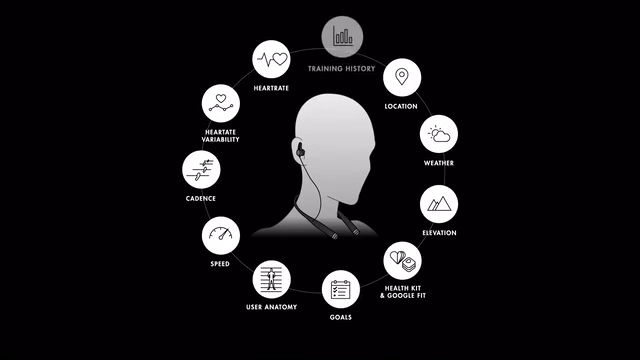 TRAINING HISTORY
LOCATION
WEATHER
ELEVATION
HEALTH KIT
& GOOGLE FIT
GOALS
USER ANATOMY
SPEED
CADENCE
HEARTATE
VARIABILITY
HEARTRATE